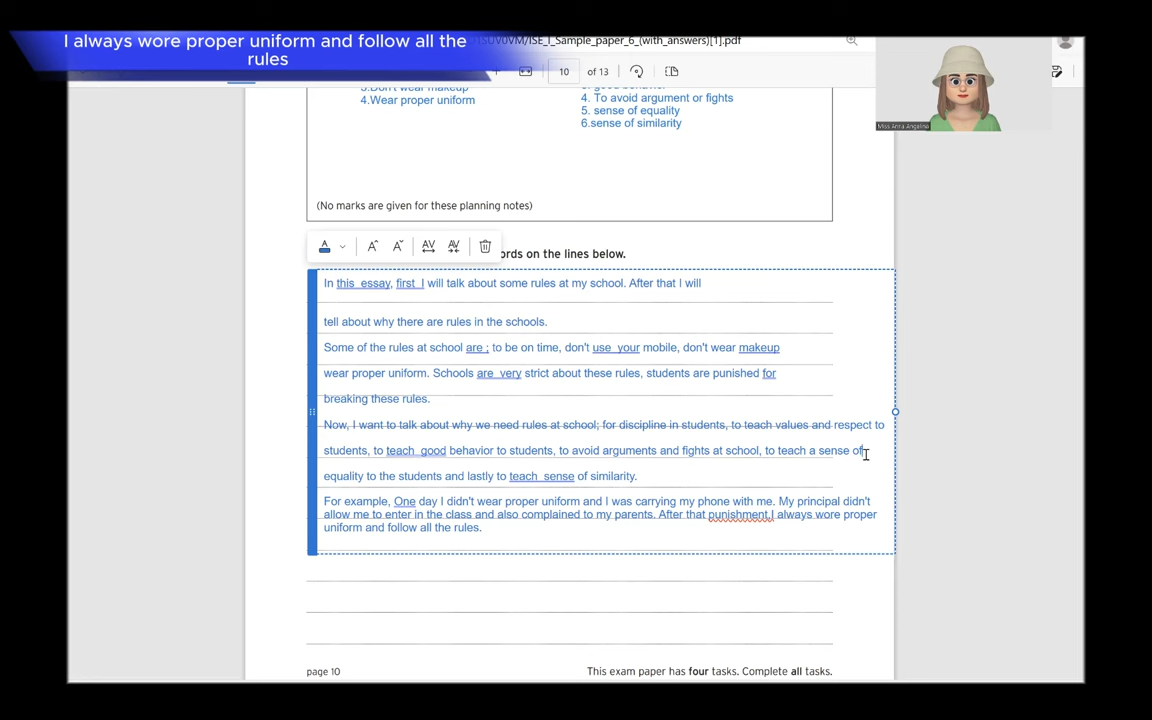 I always wore proper uniform and follow all the
rules
ISE_I_Sample_paper_6_(with_answers)[1].pdf
10 of 13
Miss Anna Angelina
3.Don't wear makeup
4.Wear proper uniform
5. good behavior
4. To avoid argument or fights
5. sense of equality
6.sense of similarity
(No marks are given for these planning notes)
ords on the lines below.
In this essay, first I will talk about some rules at my school. After that I will
tell about why there are rules in the schools.
Some of the rules at school are ; to be on time, don't use your mobile, don't wear makeup
wear proper uniform. Schools are very strict about these rules, students are punished for
breaking these rules.
Now, I want to talk about why we need rules at school; for discipline in students, to teach values and respect to
students, to teach good behavior to students, to avoid arguments and fights at school, to teach a sense of
equality to the students and lastly to teach sense of similarity.
For example, One day I didn't wear proper uniform and I was carrying my phone with me. My principal didn't
allow me to enter in the class and also complained to my parents. After that punishment,I always wore proper
uniform and follow all the rules.
page 10
This exam paper has four tasks. Complete all tasks.